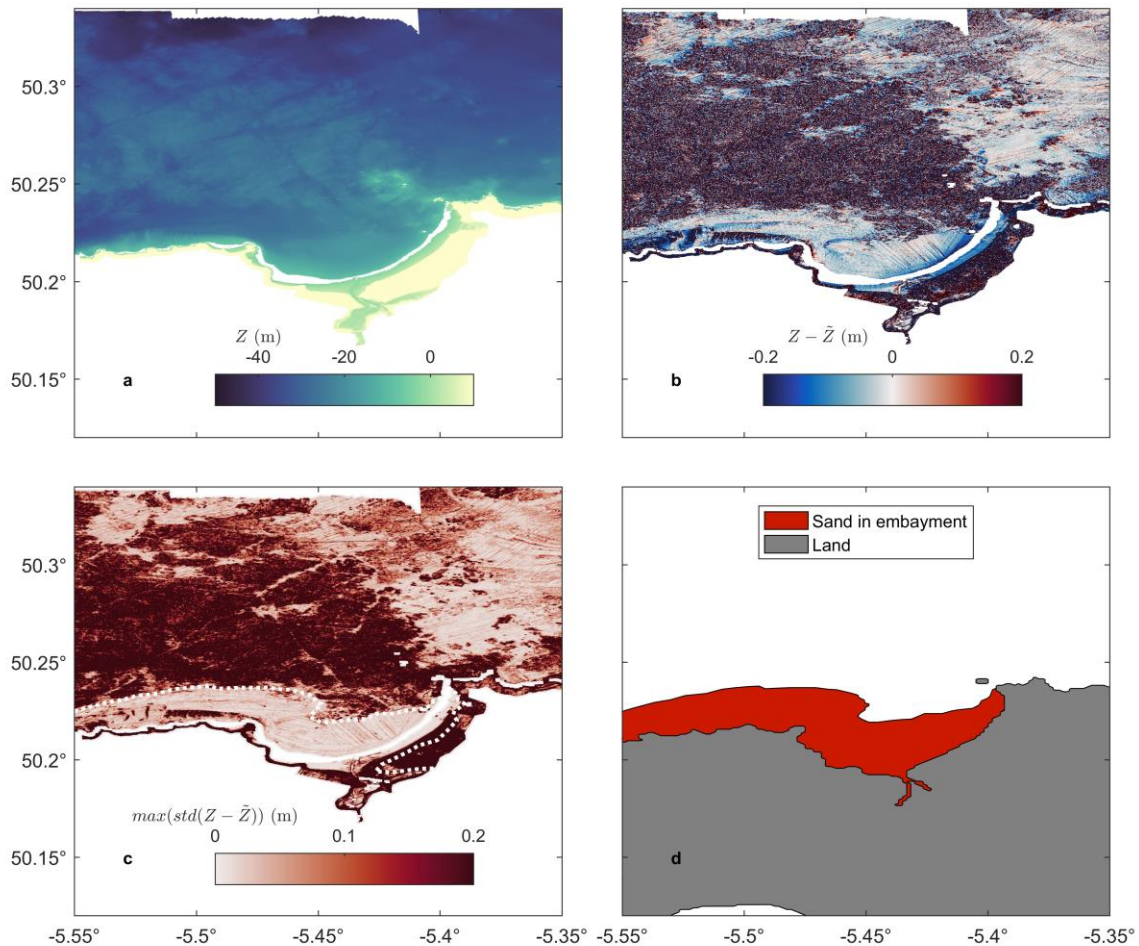 50.3°
50.25°
50.2°
50.15°
Z (m)
-40 -20 0
a
Z − Z̃ (m)
-0.2 0 0.2
b
50.3°
50.25°
50.2°
50.15°
max(std(Z − Z̃)) (m)
0 0.1 0.2
c
Sand in embayment
Land
d
-5.55° -5.5° -5.45° -5.4° -5.35°
-5.5° -5.45° -5.4° -5.35°